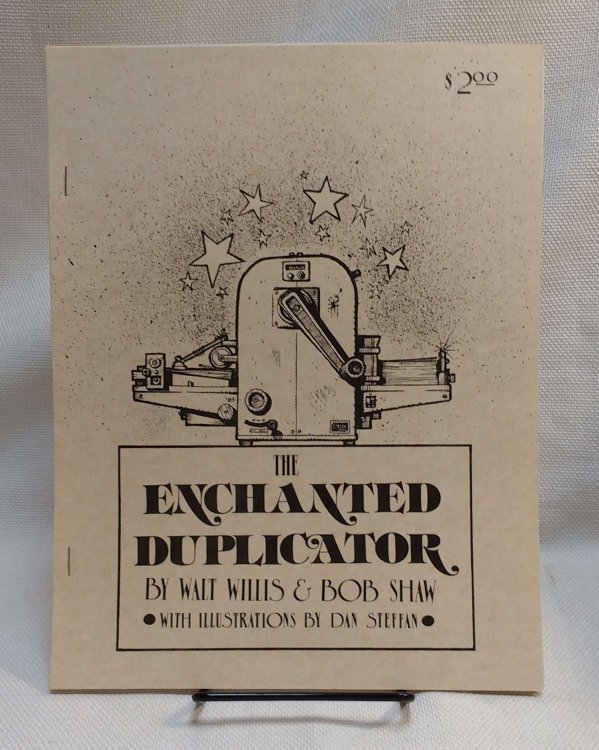 $2.00
THE
ENCHANTED
DUPLICATOR
BY WALT WILLIS & BOB SHAW
• WITH ILLUSTRATIONS BY DAN STEFFAN •